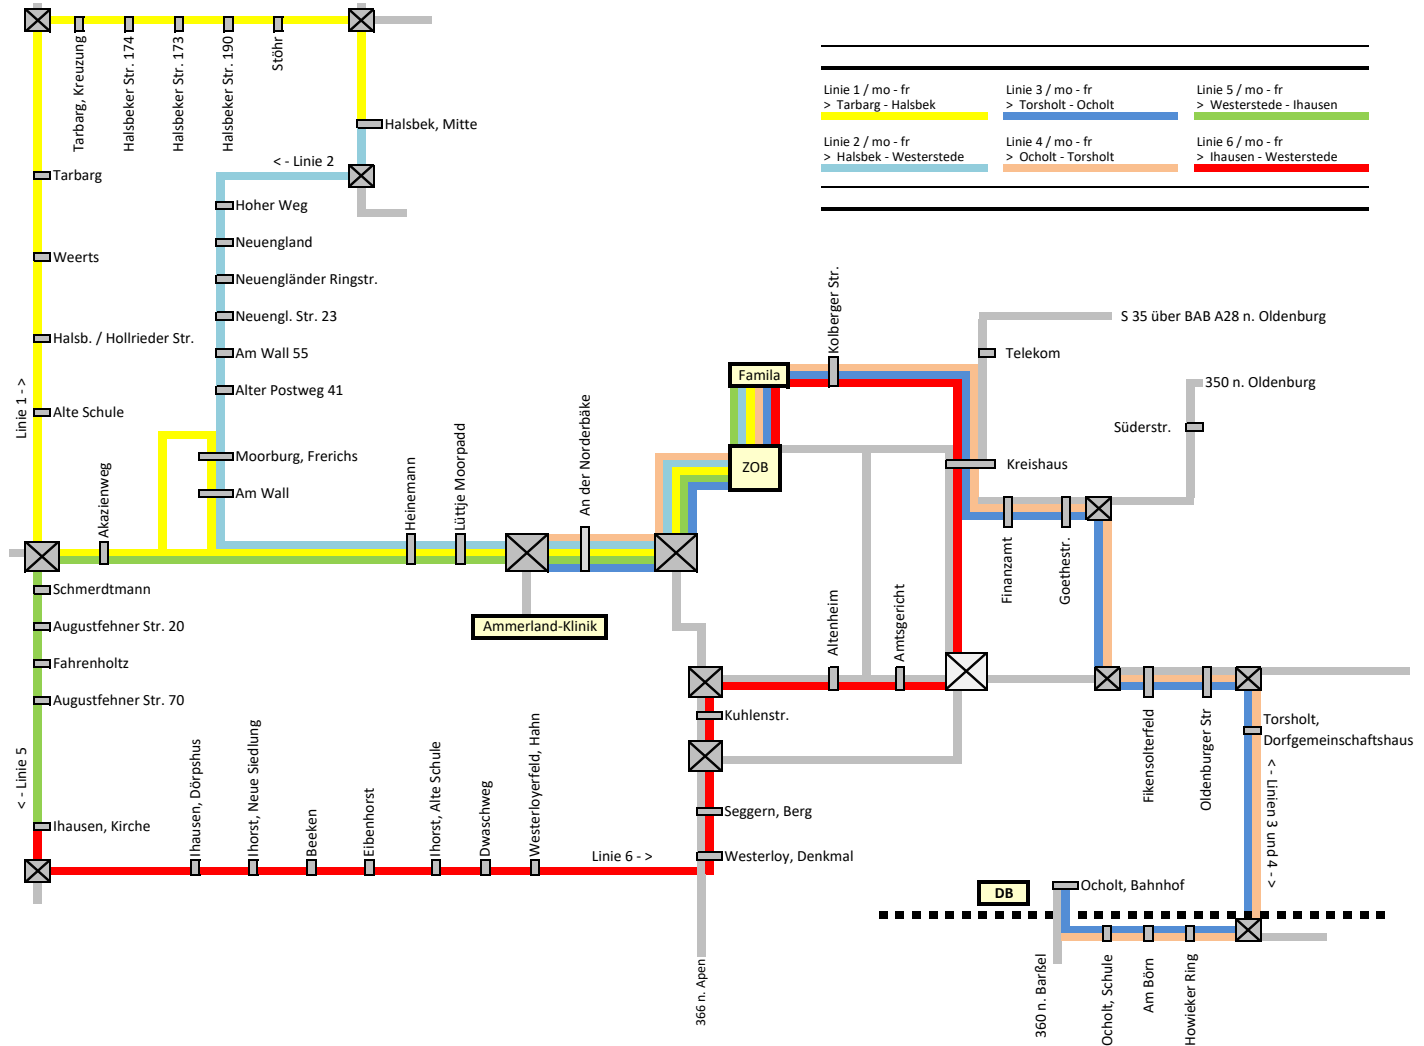 Tarbarg, Kreuzung
Halsbeker Str. 174
Halsbeker Str. 173
Halsbeker Str. 190
Stöhr
Halsbek, Mitte
< - Linie 2
Linie 1 / mo - fr
> Tarbarg - Halsbek
Linie 3 / mo - fr
> Torsholt - Ocholt
Linie 5 / mo - fr
> Westerstede - Ihausen
Linie 2 / mo - fr
> Halsbek - Westerstede
Linie 4 / mo - fr
> Ocholt - Torsholt
Linie 6 / mo - fr
> Ihausen - Westerstede
Tarbarg
Weerts
Halsb. / Hollrieder Str.
Linie 1 - >
Alte Schule
Akazienweg
Hoher Weg
Neuengland
Neuengländer Ringstr.
Neuengl. Str. 23
Am Wall 55
Alter Postweg 41
Moorburg, Frerichs
Am Wall
Heinemann
Lüttje Moorpadd
An der Norderbäke
Famila
ZOB
Kolberger Str.
S 35 über BAB A28 n. Oldenburg
Telekom
350 n. Oldenburg
Süderstr.
Kreishaus
Finanzamt
Goethestr.
Ammerland-Klinik
Altenheim
Amtsgericht
Schmerdtmann
Augustfehner Str. 20
Fahrenholtz
Augustfehner Str. 70
< - Linie 5
Ihausen, Kirche
Ihausen, Dörpshus
Ihorst, Neue Siedlung
Beeken
Eibenhorst
Ihorst, Alte Schule
Dwaschweg
Westerloyerfeld, Hahn
Linie 6 - >
Kuhlenstr.
Seggern, Berg
Westerloy, Denkmal
366 n. Apen
Fikensolterfeld
Oldenburger Str
Torsholt,
Dorfgemeinschaftshaus
< - Linien 3 und 4 - >
DB
Ocholt, Bahnhof
360 n. Barßel
Ocholt, Schule
Am Börn
Howieker Ring